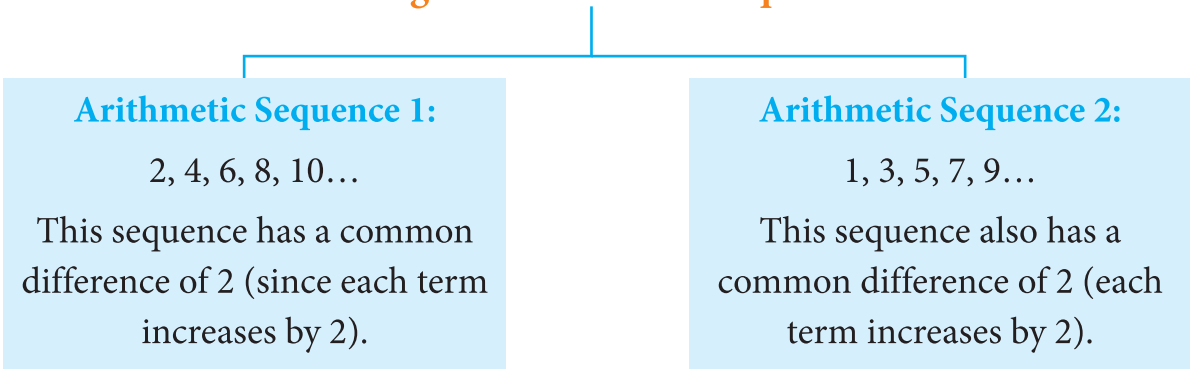 Arithmetic Sequence 1:
2, 4, 6, 8, 10…
This sequence has a common
difference of 2 (since each term
increases by 2).
Arithmetic Sequence 2:
1, 3, 5, 7, 9…
This sequence also has a
common difference of 2 (each
term increases by 2).